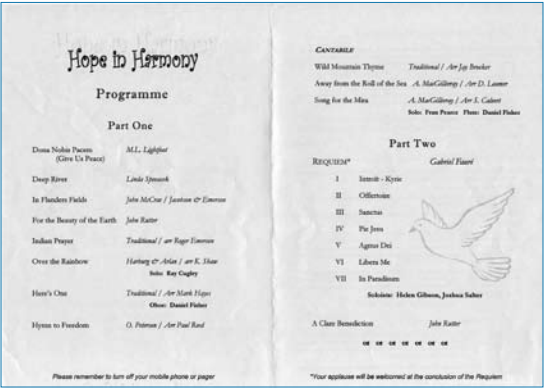 Hope in Harmony
Programme
Part One
Dona Nobis Pacem M.L. Lightfoot
(Give Us Peace)
Deep River Linda Spevacek
In Flanders Fields John McCrae / Jacobson & Emerson
For the Beauty of the Earth John Rutter
Indian Prayer Traditional / arr Roger Emerson
Over the Rainbow Harburg & Arlan / arr K. Shaw
Solo: Ray Cugley
Here's One Traditional / Arr Mark Hayes
Oboe: Daniel Fisher
Hymn to Freedom O. Peterson / Arr Paul Read
Please remember to turn off your mobile phone or pager
CANTABILE
Wild Mountain Thyme Traditional / Arr Jay Broeker
Away from the Roll of the Sea A. MacGillivray / Arr D. Loomer
Song for the Mira A. MacGillivray / Arr S. Calvert
Solo: Fran Pearce Flute: Daniel Fisher
Part Two
REQUIEM* Gabriel Fauré
I Introit - Kyrie
II Offertoire
III Sanctus
IV Pie Jesu
V Agnus Dei
VI Libera Me
VII In Paradisum
Soloists: Helen Gibson, Joshua Salter
A Clare Benediction John Rutter
*Your applause will be welcomed at the conclusion of the Requiem